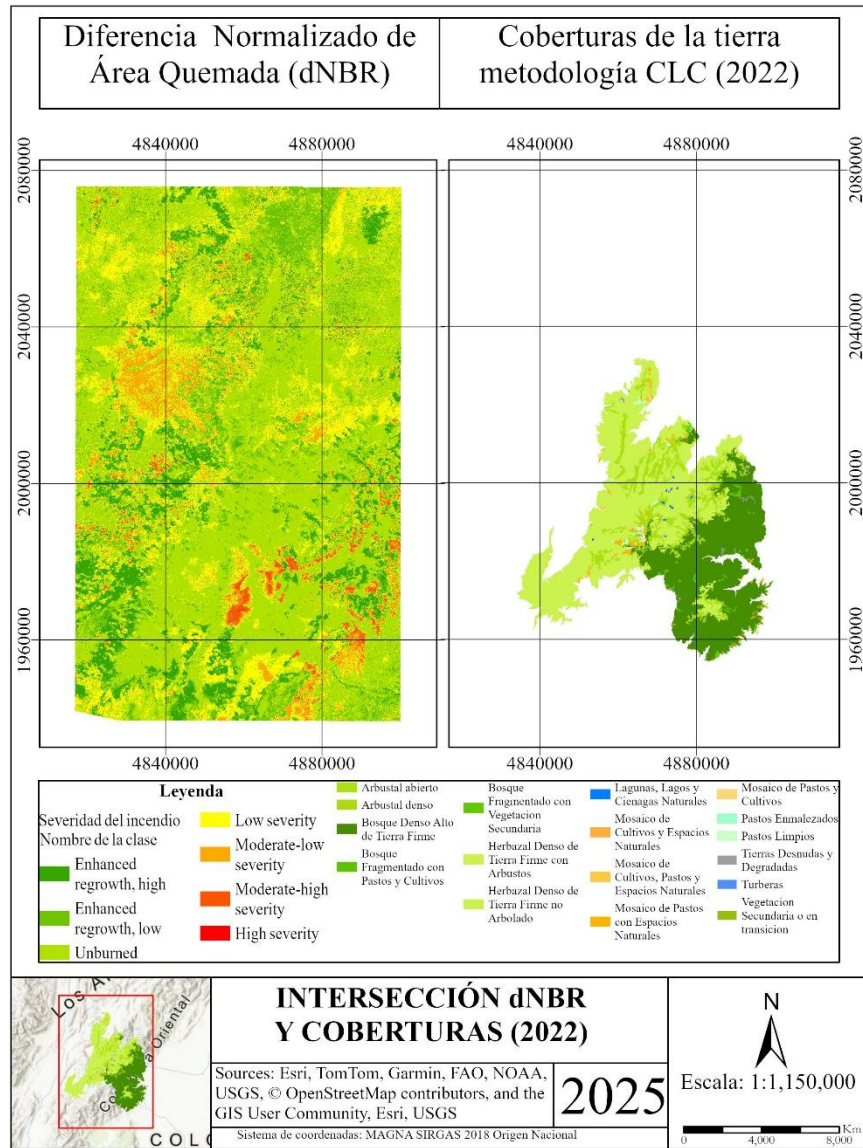 Diferencia Normalizado de
Área Quemada (dNBR)
Coberturas de la tierra
metodología CLC (2022)
4840000
4880000
4840000
4880000
2080000
2040000
2000000
1960000
2080000
2040000
2000000
1960000
4840000
4880000
4840000
4880000
Leyenda
Severidad del incendio
Nombre de la clase
Enhanced
regrowth, high
Enhanced
regrowth, low
Unburned
Low severity
Moderate-low
severity
Moderate-high
severity
High severity
Arbustal abierto
Arbustal denso
Bosque Denso Alto
de Tierra Firme
Bosque
Fragmentado con
Pastos y Cultivos
Bosque
Fragmentado con
Vegetacion
Secundaria
Herbazal Denso de
Tierra Firme con
Arbustos
Herbazal Denso de
Tierra Firme no
Arbolado
Lagunas, Lagos y
Cienagas Naturales
Mosaico de
Cultivos y Espacios
Naturales
Mosaico de
Cultivos, Pastos y
Espacios Naturales
Mosaico de Pastos
con Espacios
Naturales
Mosaico de Pastos y
Cultivos
Pastos Enmalezados
Pastos Limpios
Tierras Desnudas y
Degradadas
Turberas
Vegetacion
Secundaria o en
transicion
Los A
a Oriental
Co
COLO
INTERSECCIÓN dNBR
Y COBERTURAS (2022)
Sources: Esri, TomTom, Garmin, FAO, NOAA,
USGS, © OpenStreetMap contributors, and the
GIS User Community, Esri, USGS
2025
Sistema de coordenadas: MAGNA SIRGAS 2018 Origen Nacional
N
Escala: 1:1,150,000
Km
0 4,000 8,000